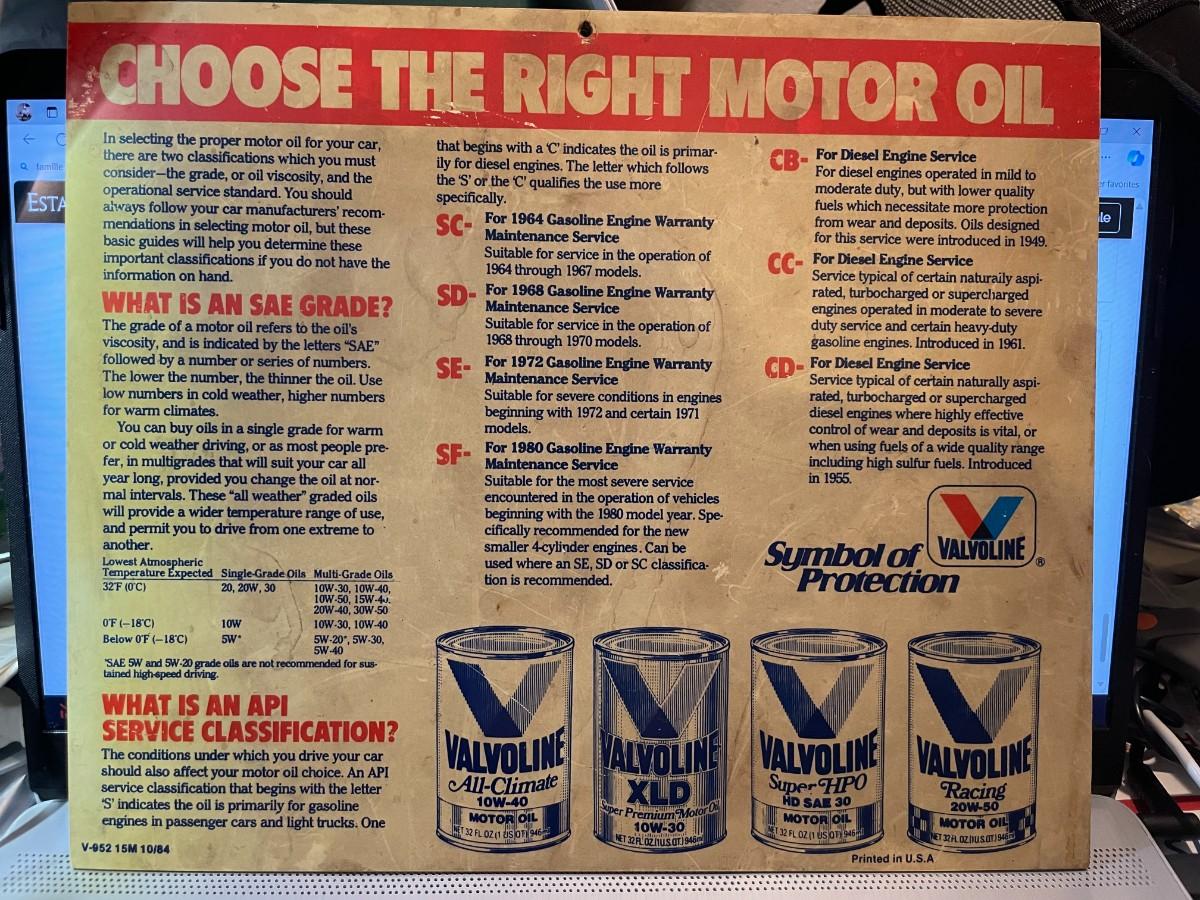 CHOOSE THE RIGHT MOTOR OIL
In selecting the proper motor oil for your car,
there are two classifications which you must
consider—the grade, or oil viscosity, and the
operational service standard. You should
always follow your car manufacturers' recom-
mendations in selecting motor oil, but these
basic guides will help you determine these
important classifications if you do not have the
information on hand.
WHAT IS AN SAE GRADE?
The grade of a motor oil refers to the oil's
viscosity, and is indicated by the letters “SAE”
followed by a number or series of numbers.
The lower the number, the thinner the oil. Use
low numbers in cold weather, higher numbers
for warm climates.
You can buy oils in a single grade for warm
or cold weather driving, or as most people pre-
fer, in multigrades that will suit your car all
year long, provided you change the oil at nor-
mal intervals. These “all weather” graded oils
will provide a wider temperature range of use,
and permit you to drive from one extreme to
another.
Lowest Atmospheric
Temperature Expected Single-Grade Oils Multi-Grade Oils
32°F (0°C) 20, 20W, 30 10W-30, 10W-40,
10W-50, 15W-40,
20W-40, 30W-50
0°F (−18°C) 10W 10W-30, 10W-40
Below 0°F (−18°C) 5W* 5W-20*, 5W-30,
5W-40
*SAE 5W and 5W-20 grade oils are not recommended for sus-
tained high-speed driving.
WHAT IS AN API
SERVICE CLASSIFICATION?
The conditions under which you drive your car
should also affect your motor oil choice. An API
service classification that begins with the letter
‘S’ indicates the oil is primarily for gasoline
engines in passenger cars and light trucks. One
V-952 15M 10/84
that begins with a ‘C’ indicates the oil is primar-
ily for diesel engines. The letter which follows
the ‘S’ or the ‘C’ qualifies the use more
specifically.
SC- For 1964 Gasoline Engine Warranty
Maintenance Service
Suitable for service in the operation of
1964 through 1967 models.
SD- For 1968 Gasoline Engine Warranty
Maintenance Service
Suitable for service in the operation of
1968 through 1970 models.
SE- For 1972 Gasoline Engine Warranty
Maintenance Service
Suitable for severe conditions in engines
beginning with 1972 and certain 1971
models.
SF- For 1980 Gasoline Engine Warranty
Maintenance Service
Suitable for the most severe service
encountered in the operation of vehicles
beginning with the 1980 model year. Spe-
cifically recommended for the new
smaller 4-cylinder engines. Can be
used where an SE, SD or SC classifica-
tion is recommended.
CB- For Diesel Engine Service
For diesel engines operated in mild to
moderate duty, but with lower quality
fuels which necessitate more protection
from wear and deposits. Oils designed
for this service were introduced in 1949.
CC- For Diesel Engine Service
Service typical of certain naturally aspi-
rated, turbocharged or supercharged
engines operated in moderate to severe
duty service and certain heavy-duty
gasoline engines. Introduced in 1961.
CD- For Diesel Engine Service
Service typical of certain naturally aspi-
rated, turbocharged or supercharged
diesel engines where highly effective
control of wear and deposits is vital, or
when using fuels of a wide quality range
including high sulfur fuels. Introduced
in 1955.
VALVOLINE ®
Symbol of
Protection
VALVOLINE
All-Climate
10W-40
MOTOR OIL
NET 32 FL. OZ. (1 US QT) 946ml
VALVOLINE
XLD
Super Premium Motor Oil
10W-30
NET 32 FL. OZ. (1 U.S. QT.) 946ml
VALVOLINE
Super HPO
HD SAE 30
MOTOR OIL
NET 32 FL. OZ. (1 US QT) 946ml
VALVOLINE
Racing
20W-50
MOTOR OIL
NET 32 FL. OZ. (1 U.S. QT.) 946ml
Printed in U.S.A
famille
ESTA
er favorites